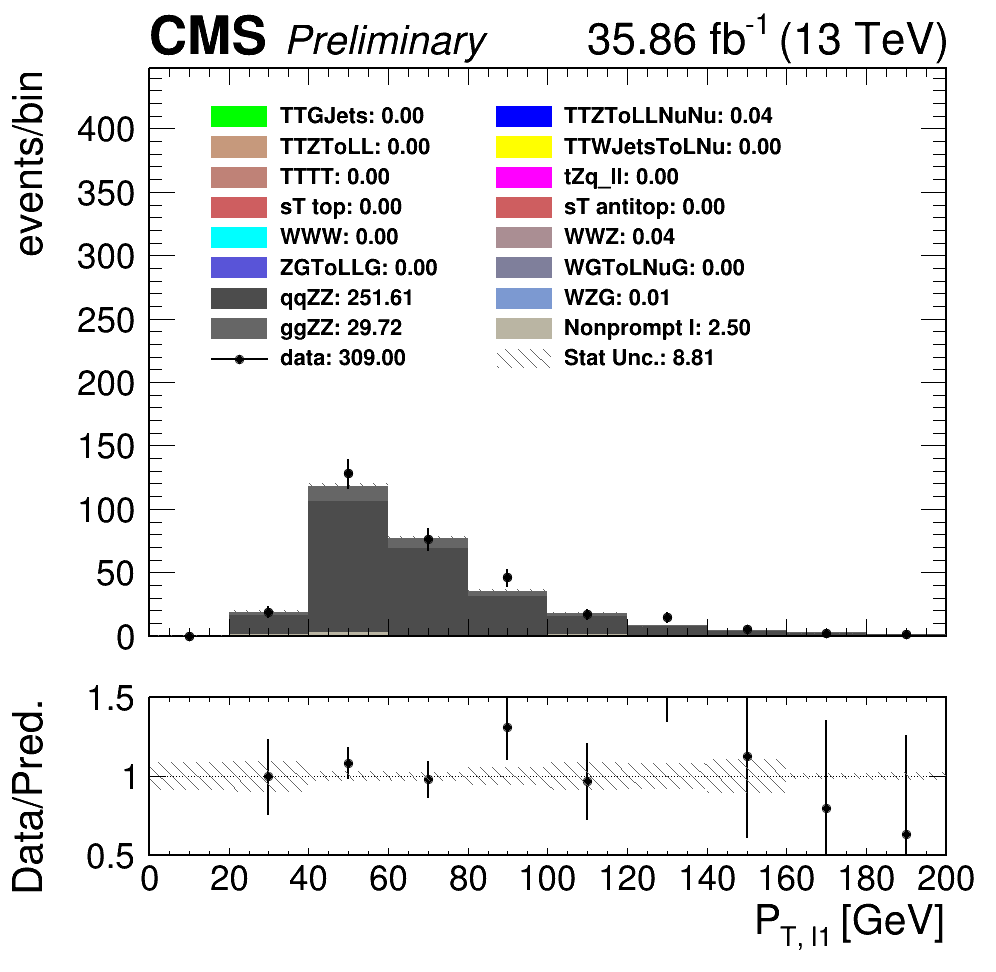 CMS Preliminary 35.86 fb-1 (13 TeV)
events/bin
400
350
300
250
200
150
100
50
0
TTGJets: 0.00
TTZToLL: 0.00
TTTT: 0.00
sT top: 0.00
WWW: 0.00
ZGToLLG: 0.00
qqZZ: 251.61
ggZZ: 29.72
data: 309.00
TTZToLLNuNu: 0.04
TTWJetsToLNu: 0.00
tZq_ll: 0.00
sT antitop: 0.00
WWZ: 0.04
WGToLNuG: 0.00
WZG: 0.01
Nonprompt l: 2.50
Stat Unc.: 8.81
Data/Pred.
1.5
1
0.5
0 20 40 60 80 100 120 140 160 180 200
PT, l1 [GeV]